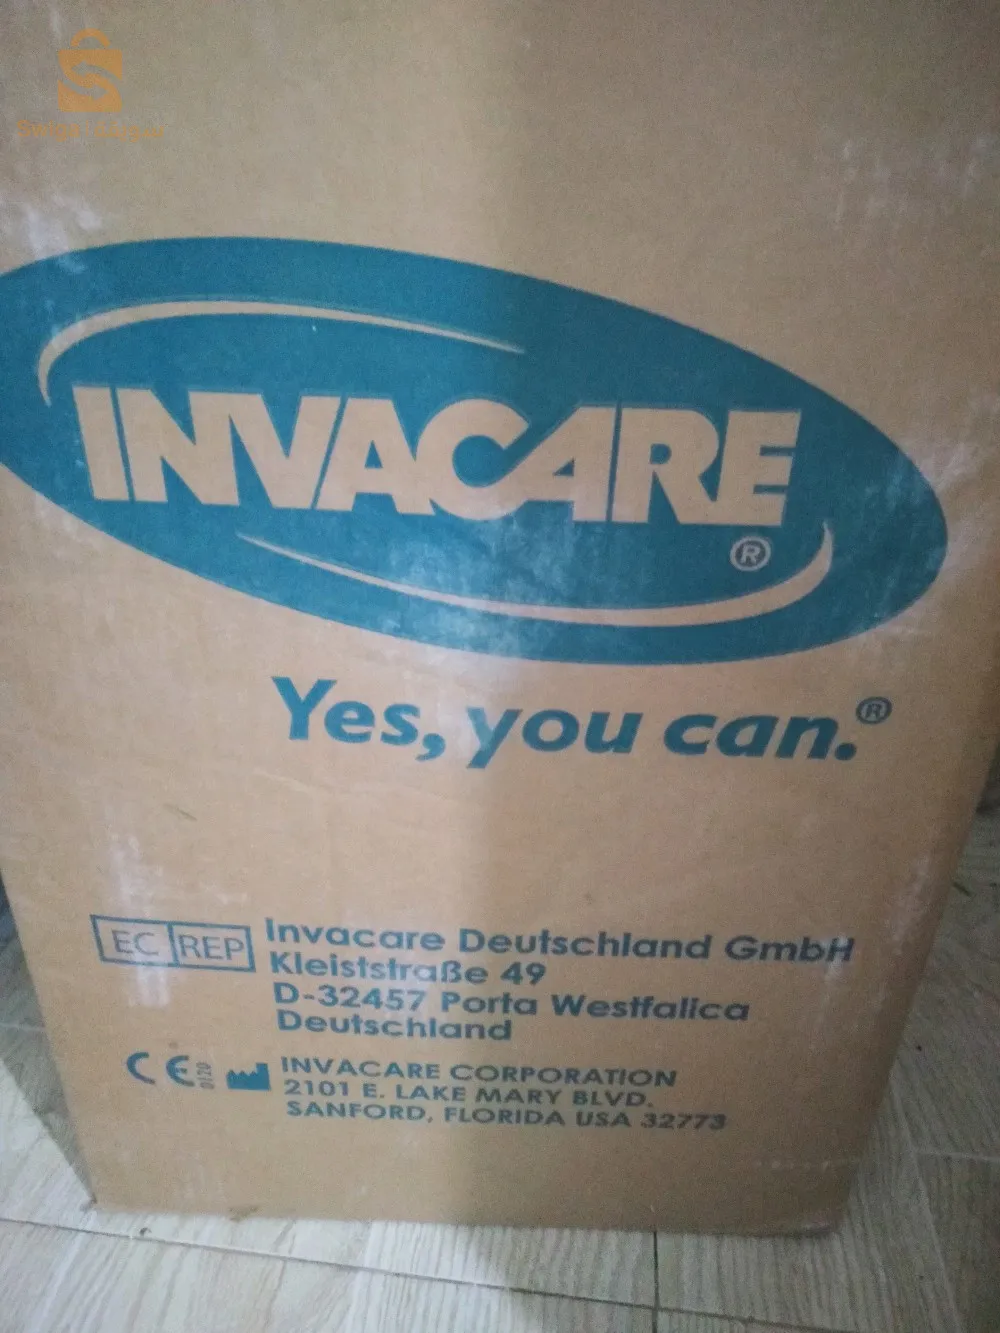 INVACARE
®
Yes, you can.®
EC REP
Invacare Deutschland GmbH
Kleiststraße 49
D-32457 Porta Westfalica
Deutschland
CE 0120
INVACARE CORPORATION
2101 E. LAKE MARY BLVD.
SANFORD, FLORIDA USA 32773